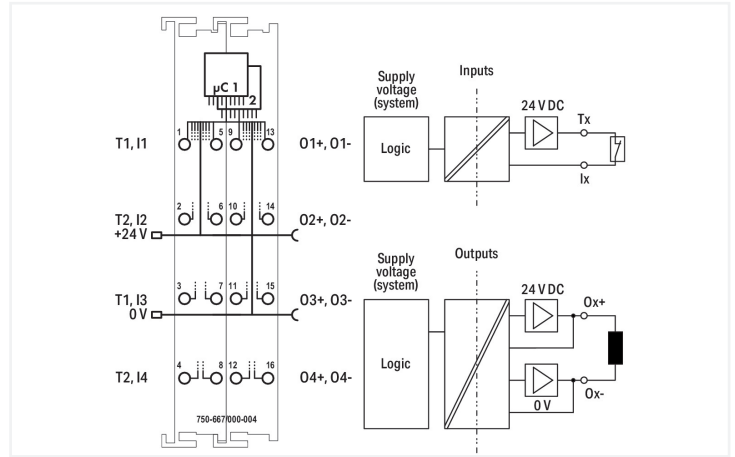 µC 1
2
1 5 9 13
T1, I1
O1+, O1-
2 6 10 14
T2, I2
O2+, O2-
+24 V
3 7 11 15
T1, I3
O3+, O3-
0 V
4 8 12 16
T2, I4
O4+, O4-
750-667/000-004
Inputs
Supply
voltage
(system)
24 V DC
Tx
Logic
Ix
Outputs
Supply
voltage
(system)
24 V DC
Ox+
Logic
Ox-
0 V